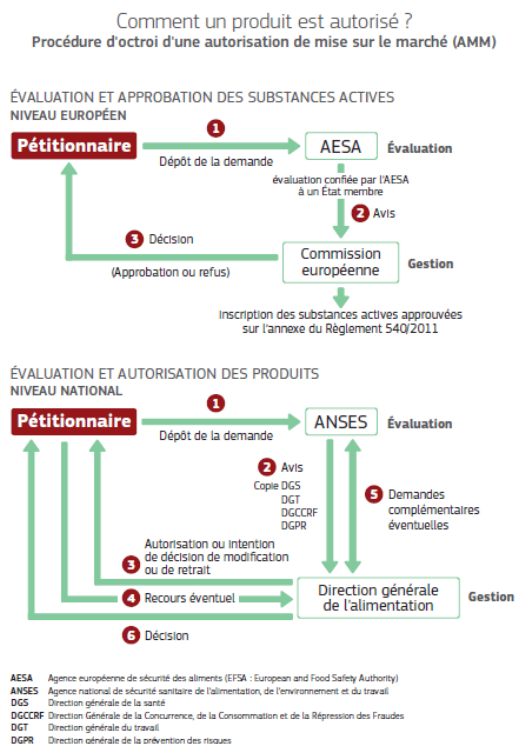 Comment un produit est autorisé ?
Procédure d'octroi d'une autorisation de mise sur le marché (AMM)
ÉVALUATION ET APPROBATION DES SUBSTANCES ACTIVES
NIVEAU EUROPÉEN
1
Pétitionnaire
AESA
Évaluation
Dépôt de la demande
évaluation confiée par l'AESA
à un État membre
2 Avis
3 Décision
(Approbation ou refus)
Commission
européenne
Gestion
Inscription des substances actives approuvées
sur l'annexe du Règlement 540/2011
ÉVALUATION ET AUTORISATION DES PRODUITS
NIVEAU NATIONAL
1
Pétitionnaire
ANSES
Évaluation
Dépôt de la demande
2 Avis
Copie DGS
DGT
DGCCRF
DGPR
5 Demandes
complémentaires
éventuelles
3 Autorisation ou intention
de décision de modification
ou de retrait
4 Recours éventuel
Direction générale
de l'alimentation
Gestion
6 Décision
AESA Agence européenne de sécurité des aliments (EFSA : European and Food Safety Authority)
ANSES Agence national de sécurité sanitaire de l'alimentation, de l'environnement et du travail
DGS Direction générale de la santé
DGCCRF Direction Générale de la Concurrence, de la Consommation et de la Répression des Fraudes
DGT Direction générale du travail
DGPR Direction générale de la prévention des risques